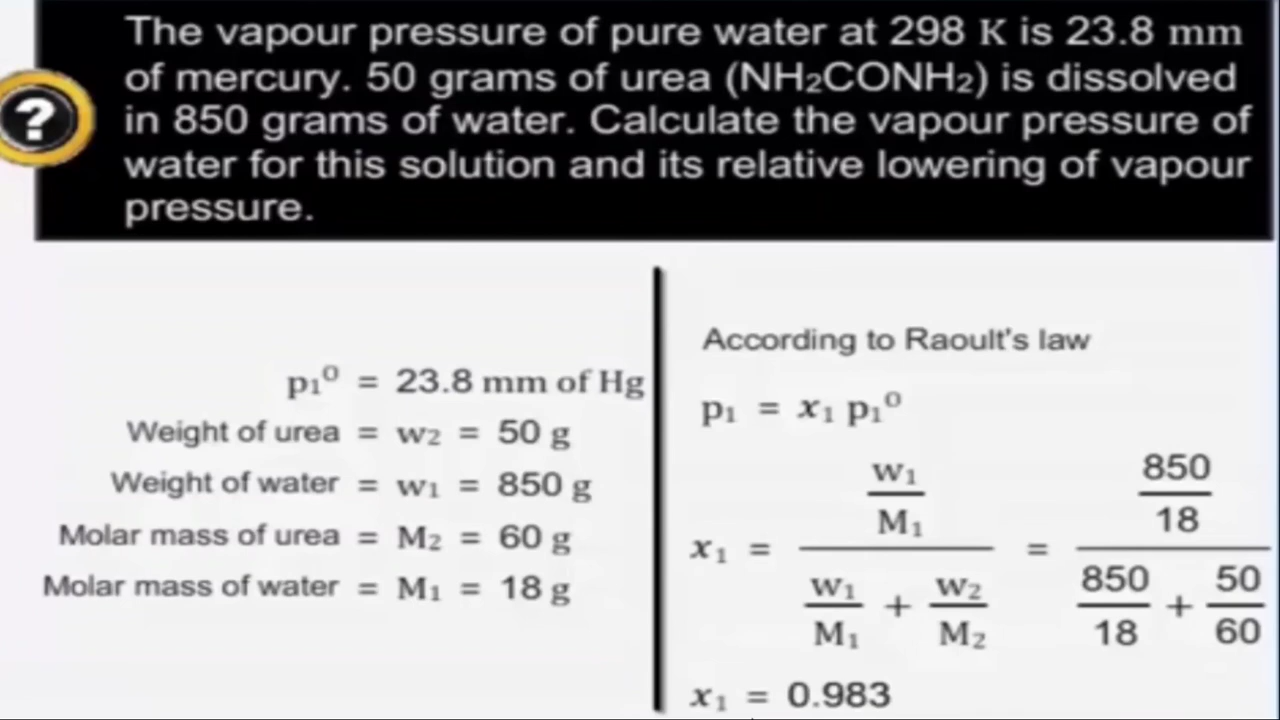 The vapour pressure of pure water at 298 K is 23.8 mm
of mercury. 50 grams of urea (NH₂CONH₂) is dissolved
in 850 grams of water. Calculate the vapour pressure of
water for this solution and its relative lowering of vapour
pressure.
?
p₁⁰ = 23.8 mm of Hg
Weight of urea = w₂ = 50 g
Weight of water = w₁ = 850 g
Molar mass of urea = M₂ = 60 g
Molar mass of water = M₁ = 18 g
According to Raoult's law
p₁ = x₁ p₁⁰
x₁ = (w₁/M₁) / (w₁/M₁ + w₂/M₂) = (850/18) / (850/18 + 50/60)
x₁ = 0.983